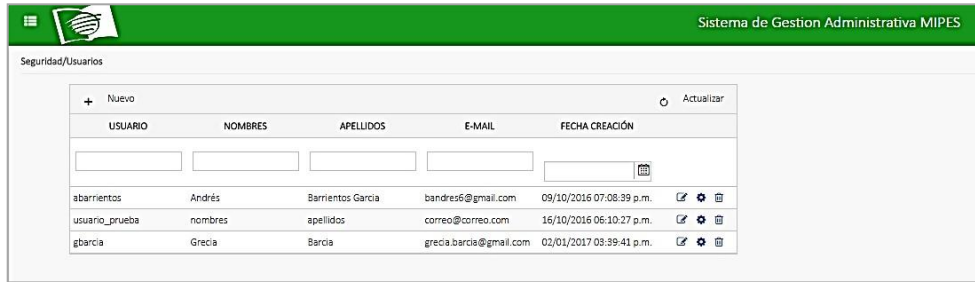 Sistema de Gestion Administrativa MIPES
Seguridad/Usuarios
+ Nuevo Actualizar
USUARIO NOMBRES APELLIDOS E-MAIL FECHA CREACIÓN
abarrientos Andrés Barrientos Garcia bandres6@gmail.com 09/10/2016 07:08:39 p.m.
usuario_prueba nombres apellidos correo@correo.com 16/10/2016 06:10:27 p.m.
gbarcia Grecia Barcia grecia.barcia@gmail.com 02/01/2017 03:39:41 p.m.